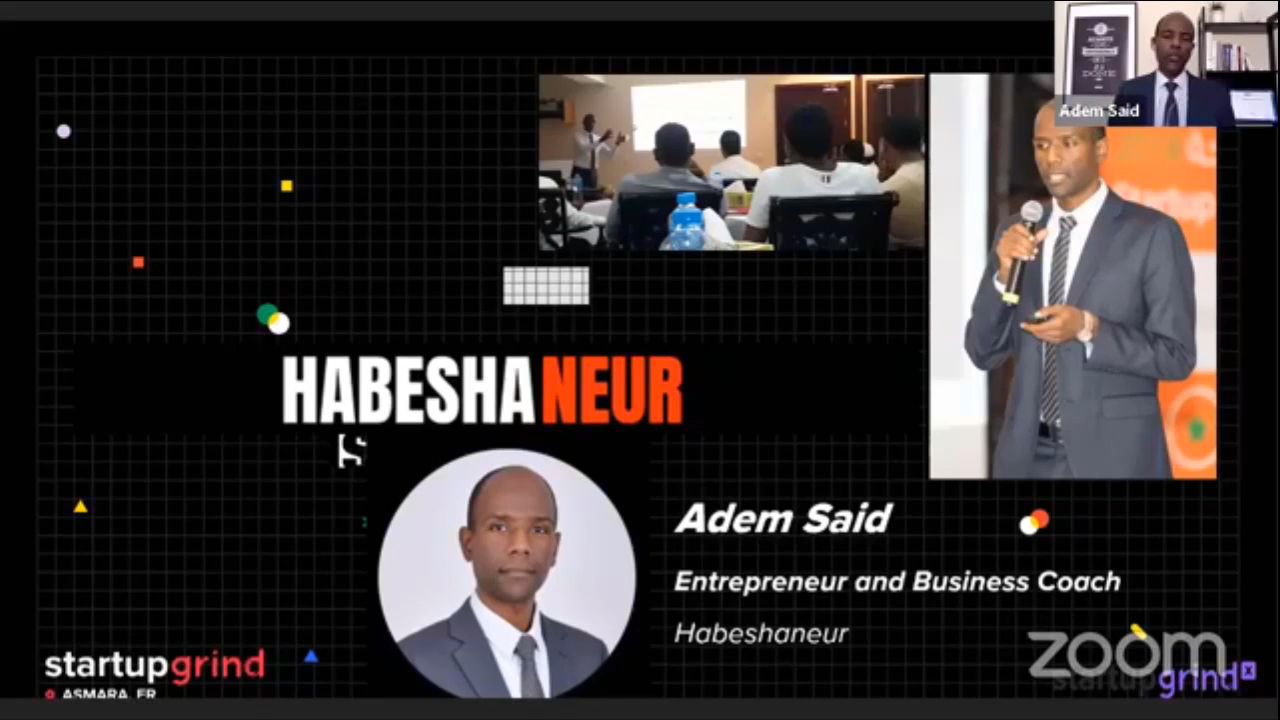 Adem Said
HABESHANEUR
Adem Said
Entrepreneur and Business Coach
Habeshaneur
startupgrind
ASMARA, ER
zoom
startupgrind